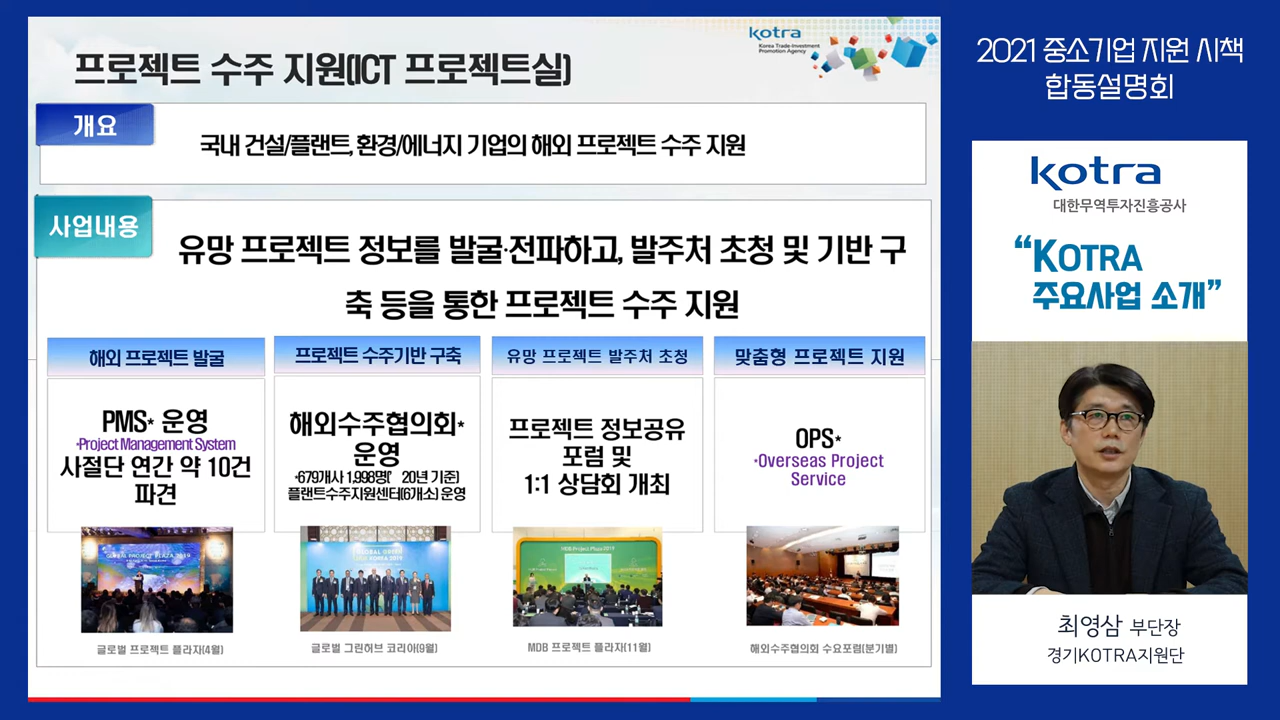 프로젝트 수주 지원(ICT 프로젝트실)
kotra
Korea Trade-Investment
Promotion Agency
개요
국내 건설/플랜트, 환경/에너지 기업의 해외 프로젝트 수주 지원
사업내용
유망 프로젝트 정보를 발굴·전파하고, 발주처 초청 및 기반 구
축 등을 통한 프로젝트 수주 지원
해외 프로젝트 발굴
PMS* 운영
*Project Management System
사절단 연간 약 10건
파견
프로젝트 수주기반 구축
해외수주협의회*
운영
*679개사 1,998명(' 20년 기준)
플랜트수주지원센터(6개소) 운영
유망 프로젝트 발주처 초청
프로젝트 정보공유
포럼 및
1:1 상담회 개최
맞춤형 프로젝트 지원
OPS*
*Overseas Project
Service
GLOBAL PROJECT PLAZA 2019
글로벌 프로젝트 플라자(4월)
GLOBAL GREEN
HUB KOREA 2019
글로벌 그린허브 코리아(9월)
MDB Project Plaza 2019
MDB 프로젝트 플라자(11월)
해외수주협의회 수요포럼(분기별)
2021 중소기업 지원 시책
합동설명회
kotra
대한무역투자진흥공사
“KOTRA
주요사업 소개”
최영삼 부단장
경기KOTRA지원단